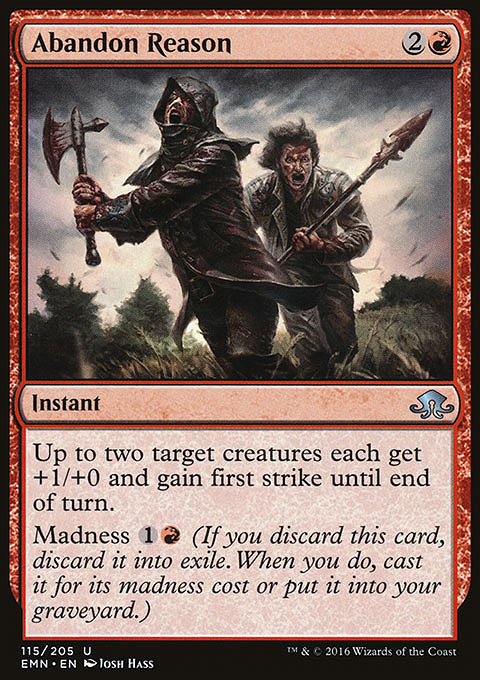 Abandon Reason 2
Instant
Up to two target creatures each get
+1/+0 and gain first strike until end
of turn.
Madness 1 (If you discard this card,
discard it into exile. When you do, cast
it for its madness cost or put it into your
graveyard.)
115/205 U
EMN • EN Josh Hass
™ & © 2016 Wizards of the Coast